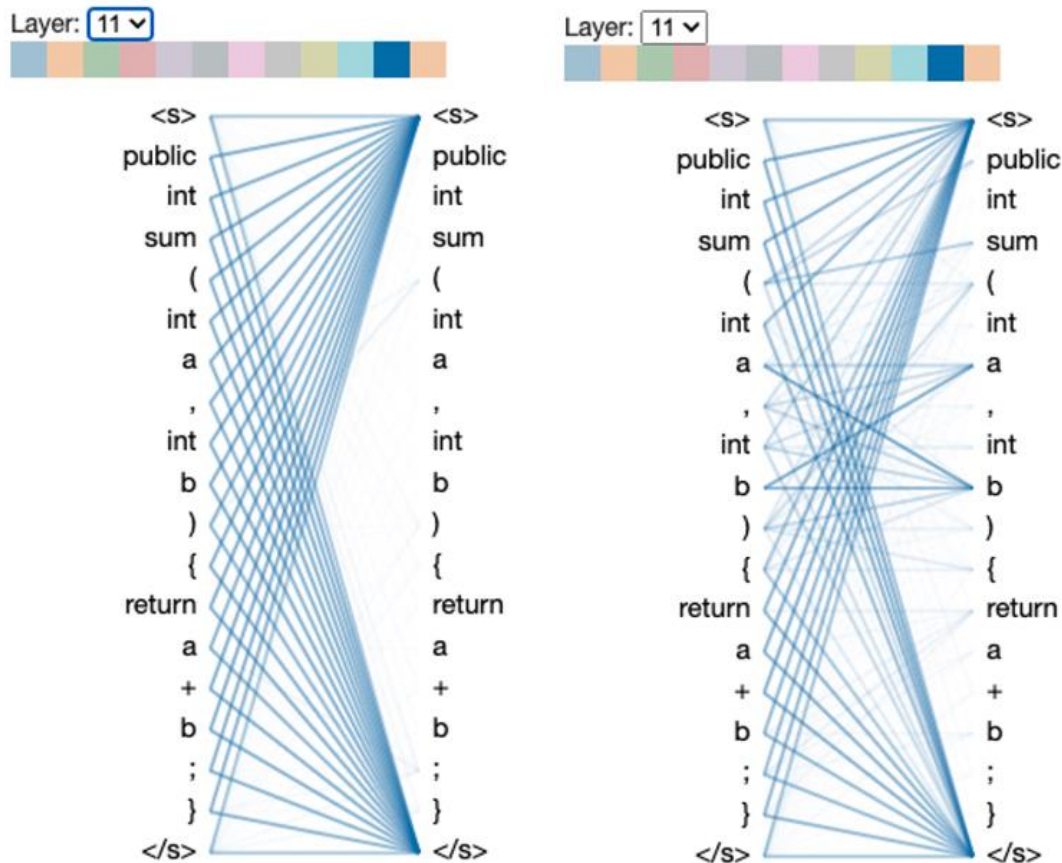 Layer: 11
<s> <s>
public public
int int
sum sum
( (
int int
a a
, ,
int int
b b
) )
{ {
return return
a a
+ +
b b
; ;
} }
</s> </s>
Layer: 11
<s> <s>
public public
int int
sum sum
( (
int int
a a
, ,
int int
b b
) )
{ {
return return
a a
+ +
b b
; ;
} }
</s> </s>